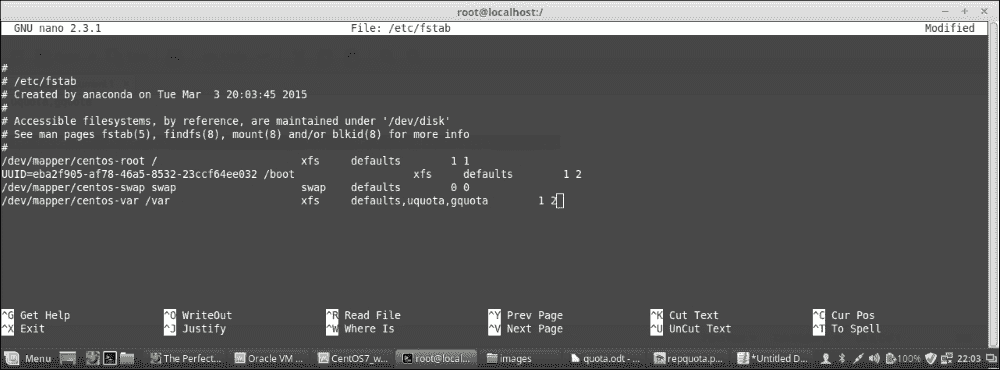 root@localhost:/
GNU nano 2.3.1 File: /etc/fstab Modified
#
# /etc/fstab
# Created by anaconda on Tue Mar  3 20:03:45 2015
#
# Accessible filesystems, by reference, are maintained under '/dev/disk'
# See man pages fstab(5), findfs(8), mount(8) and/or blkid(8) for more info
#
/dev/mapper/centos-root / xfs defaults 1 1
UUID=eba2f905-af78-46a5-8532-23ccf64ee032 /boot xfs defaults 1 2
/dev/mapper/centos-swap swap swap defaults 0 0
/dev/mapper/centos-var /var xfs defaults,uquota,gquota 1 2
^G Get Help ^O WriteOut ^R Read File ^Y Prev Page ^K Cut Text ^C Cur Pos
^X Exit ^J Justify ^W Where Is ^V Next Page ^U UnCut Text ^T To Spell
Menu The Perfect... Oracle VM ... CentOS7_w... root@local... images quota.odt - ... repquota.p... *Untitled D... 100% 22:03